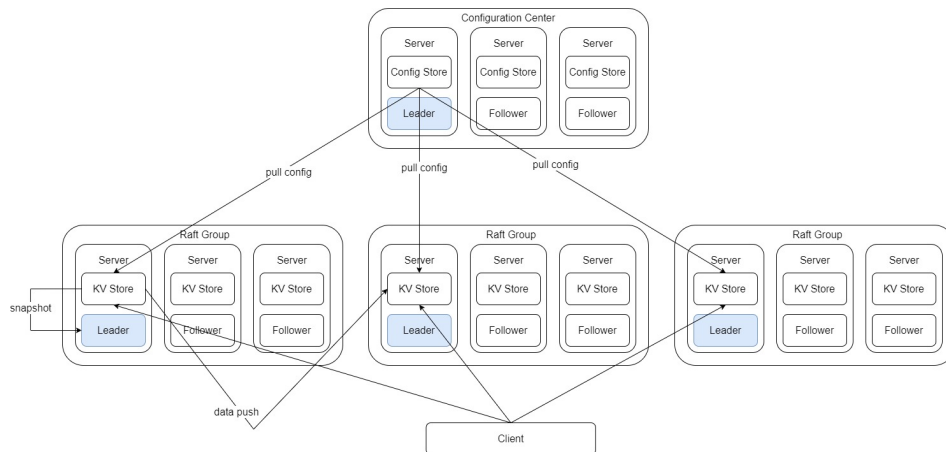 Configuration Center
Server Server Server
Config Store Config Store Config Store
Leader Follower Follower
pull config pull config pull config
Raft Group Raft Group Raft Group
Server Server Server Server Server Server Server Server Server
KV Store KV Store KV Store KV Store KV Store KV Store KV Store KV Store KV Store
snapshot
Leader Follower Follower Leader Follower Follower Leader Follower Follower
data push
Client